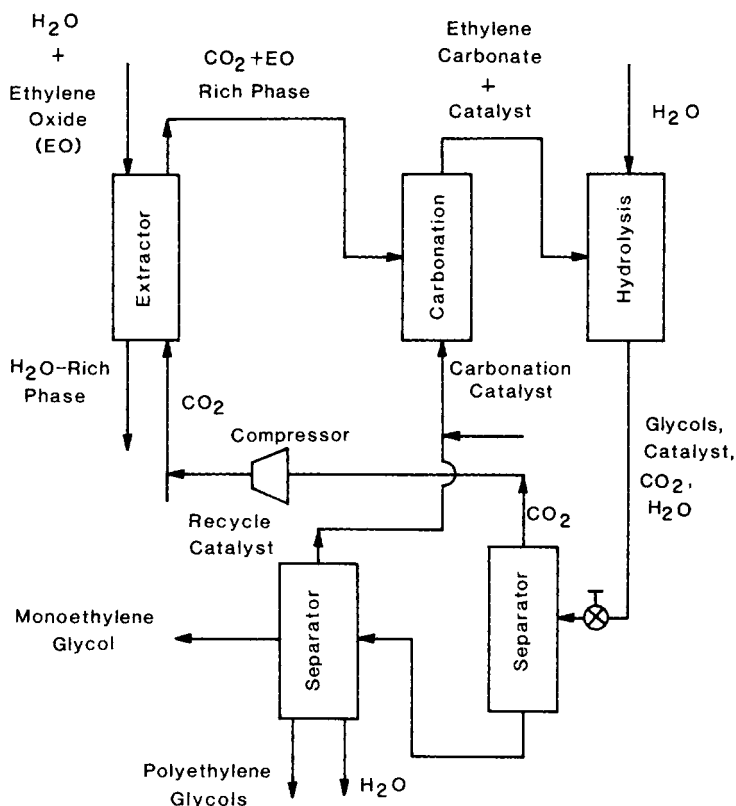 H2O
+
Ethylene
Oxide
(EO)
CO2+EO
Rich Phase
Ethylene
Carbonate
+
Catalyst
H2O
Extractor
Carbonation
Hydrolysis
H2O-Rich
Phase
CO2
Carbonation
Catalyst
Compressor
Glycols,
Catalyst,
CO2,
H2O
Recycle
Catalyst
CO2
Separator
Separator
Monoethylene
Glycol
Polyethylene
Glycols
H2O